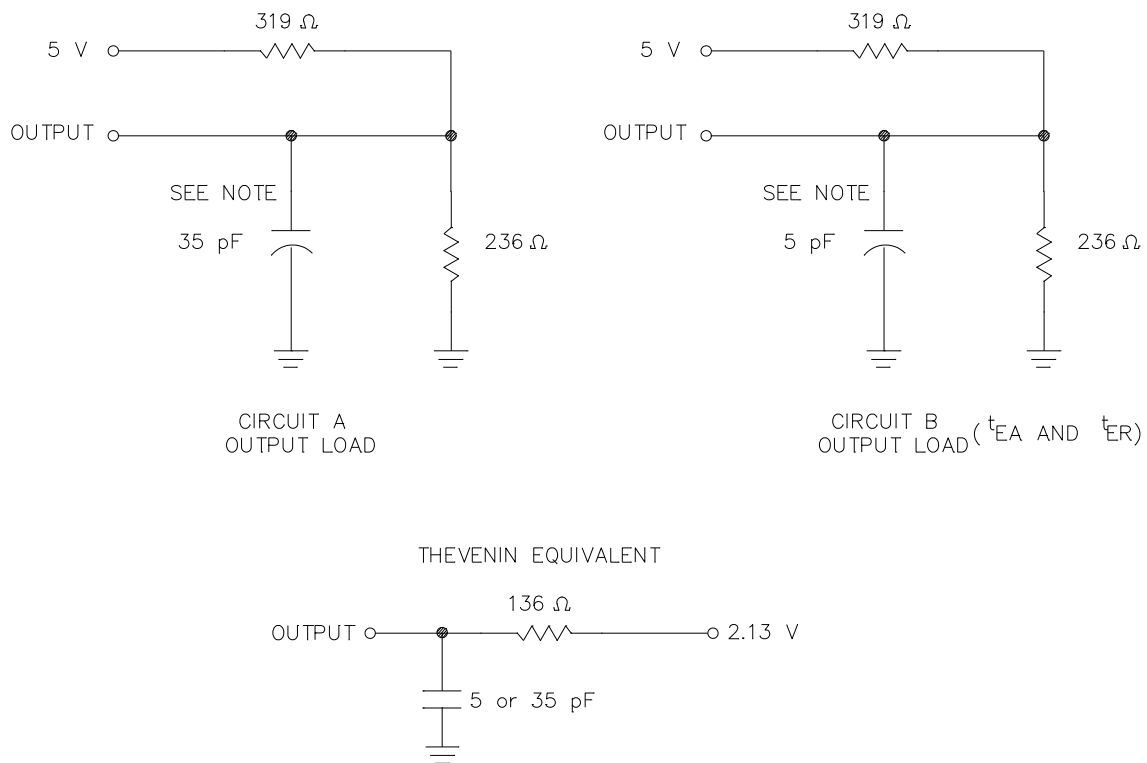 319 Ω
5 V
OUTPUT
SEE NOTE
35 pF
236 Ω
CIRCUIT A
OUTPUT LOAD
319 Ω
5 V
OUTPUT
SEE NOTE
5 pF
236 Ω
CIRCUIT B
OUTPUT LOAD (tEA AND tER)
THEVENIN EQUIVALENT
136 Ω
OUTPUT
2.13 V
5 or 35 pF